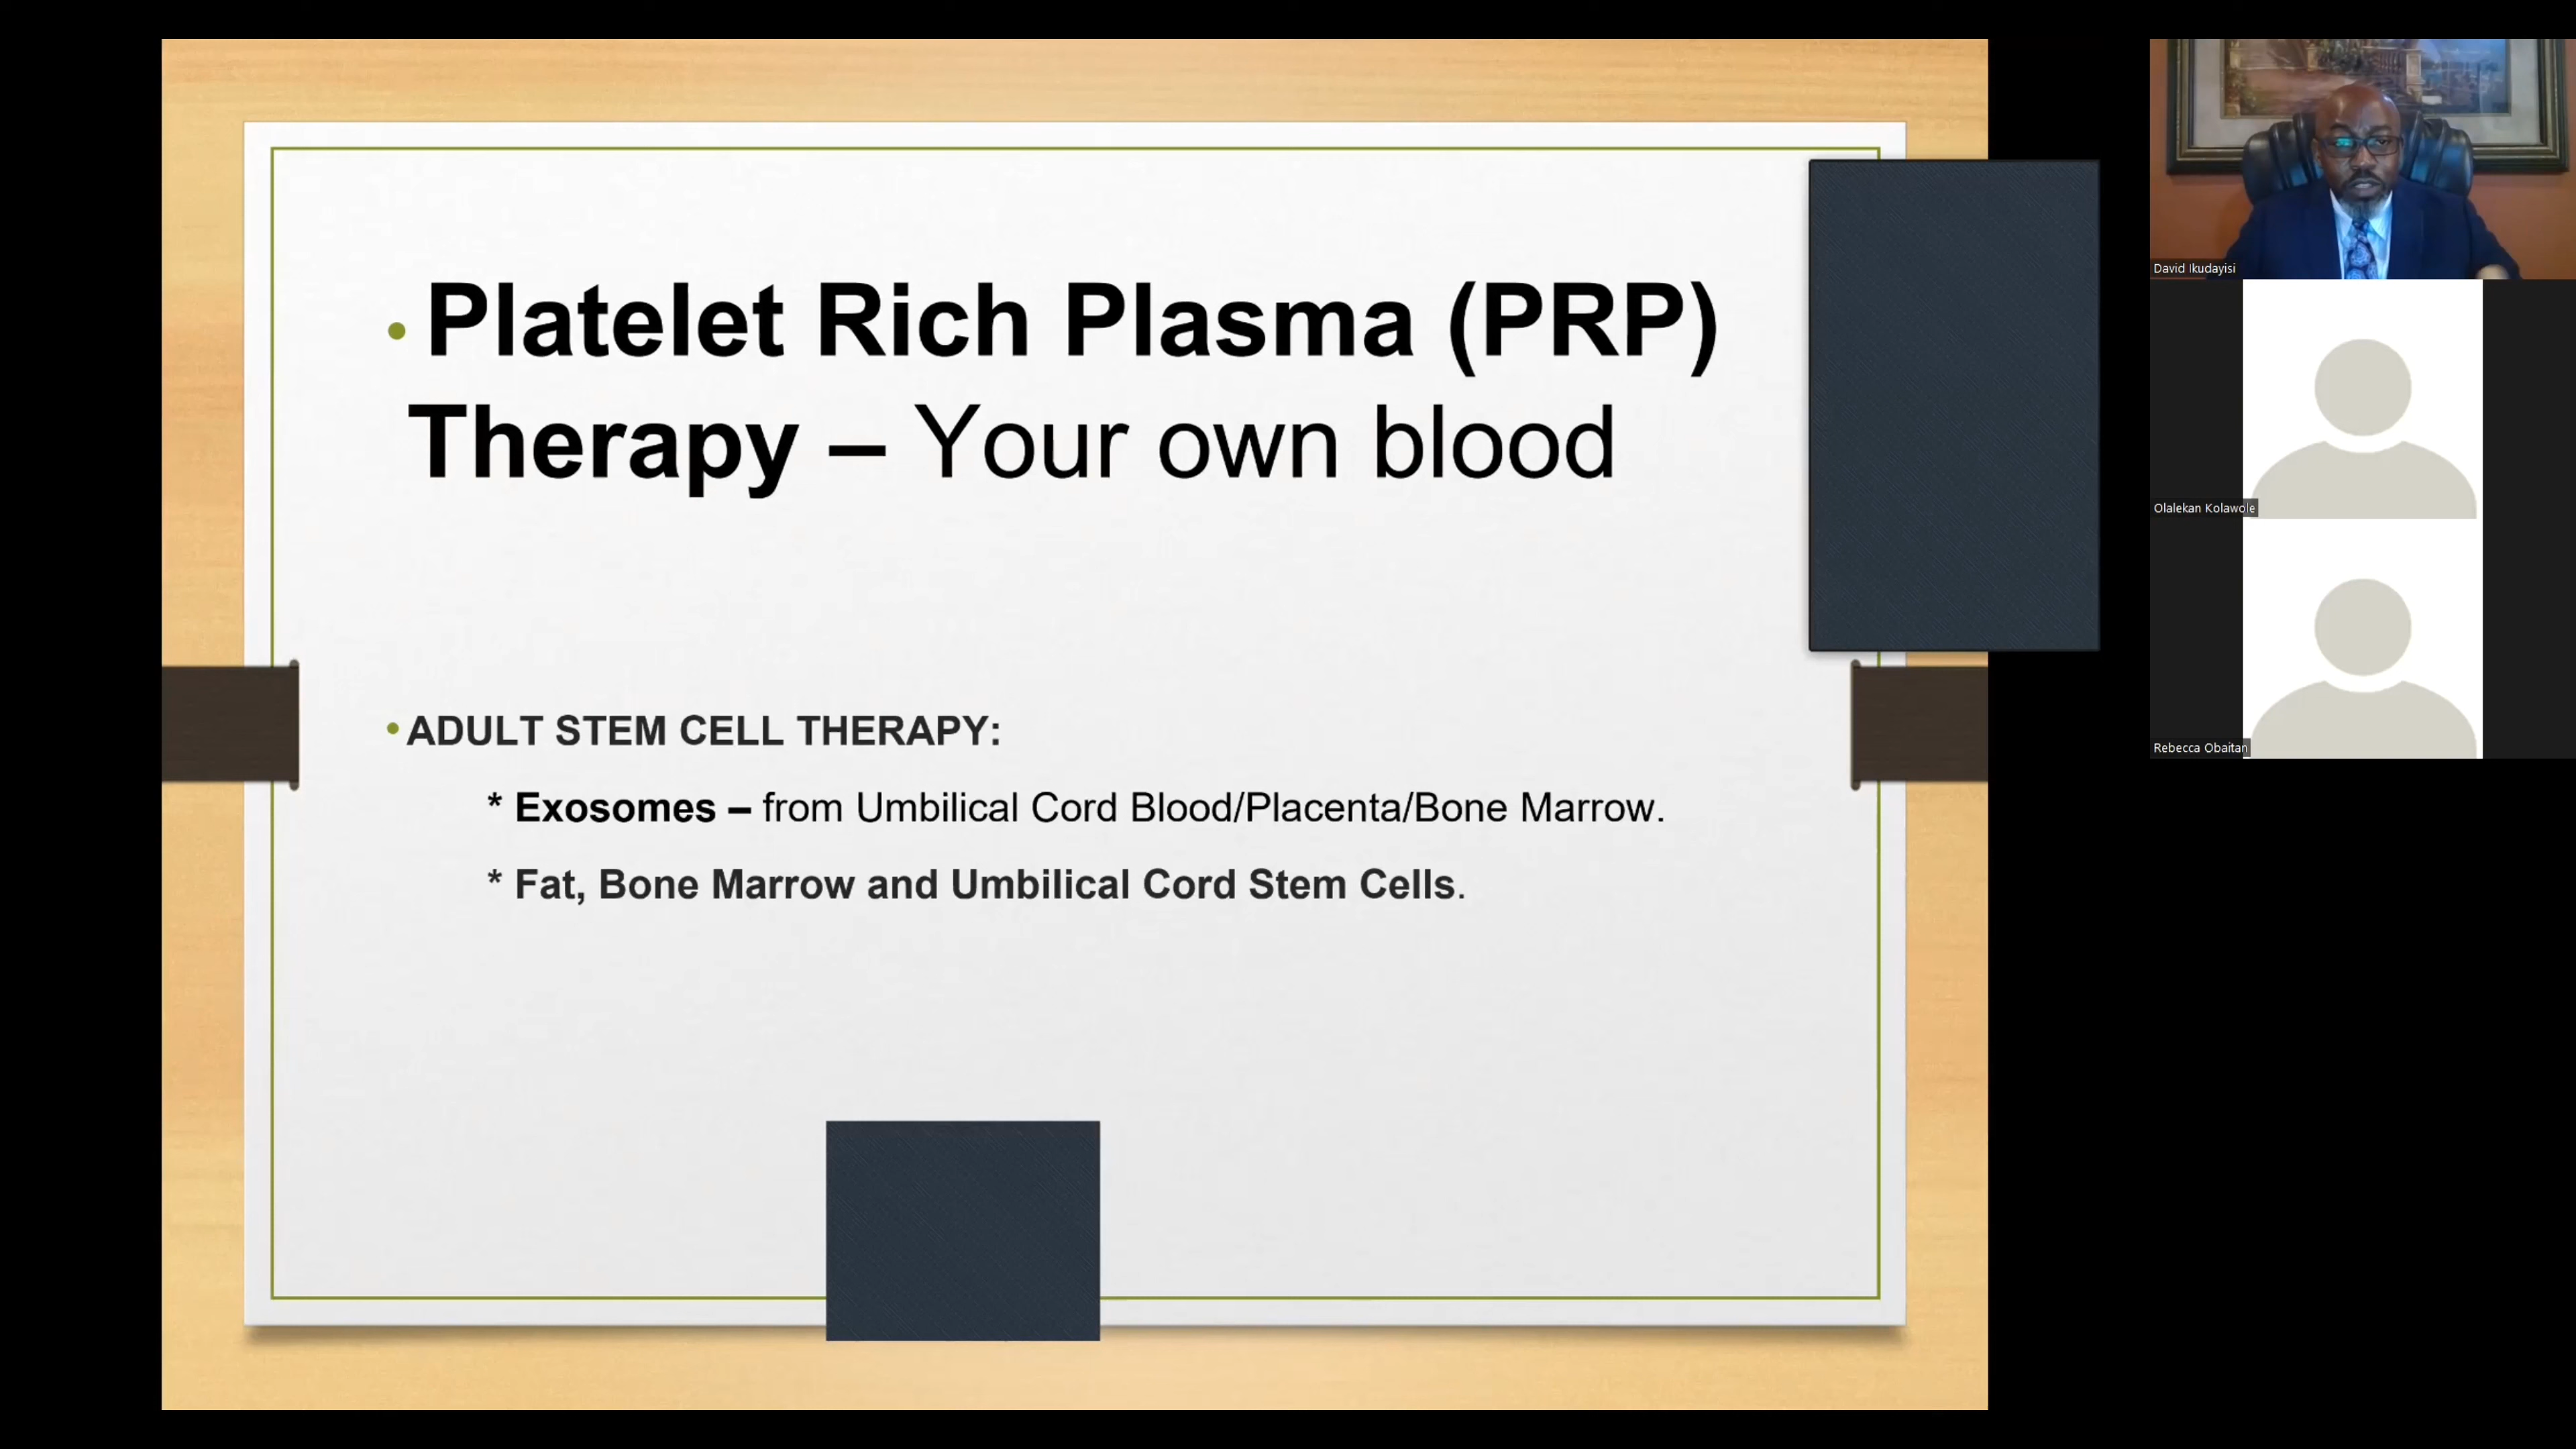 • Platelet Rich Plasma (PRP)
Therapy – Your own blood
• ADULT STEM CELL THERAPY:
* Exosomes – from Umbilical Cord Blood/Placenta/Bone Marrow.
* Fat, Bone Marrow and Umbilical Cord Stem Cells.
David Ikudayisi
Olalekan Kolawole
Rebecca Obaitan